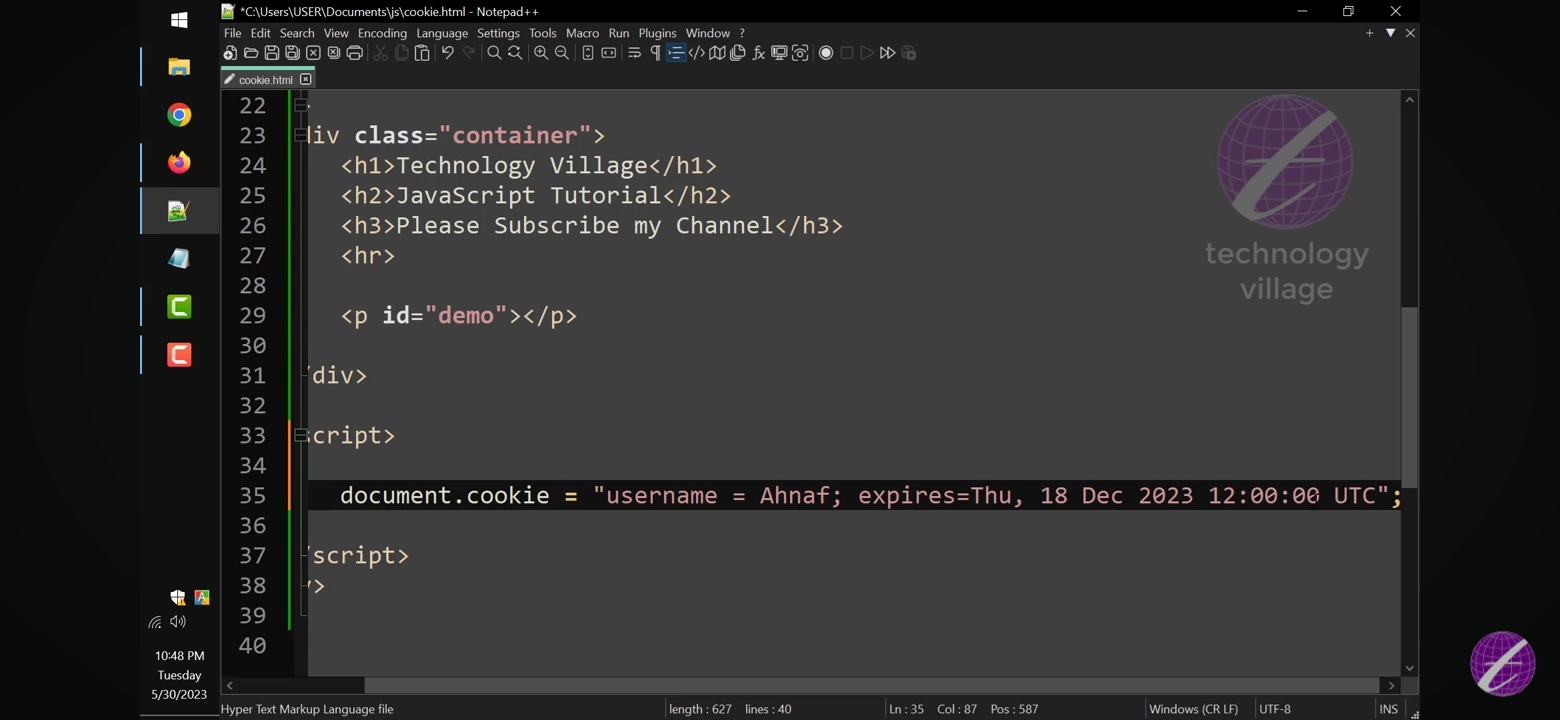 *C:\Users\USER\Documents\js\cookie.html - Notepad++
File Edit Search View Encoding Language Settings Tools Macro Run Plugins Window ?
cookie.html
22 >
23 div class="container">
24 <h1>Technology Village</h1>
25 <h2>JavaScript Tutorial</h2>
26 <h3>Please Subscribe my Channel</h3>
27 <hr>
28
29 <p id="demo"></p>
30
31 /div>
32
33 script>
34
35 document.cookie = "username = Ahnaf; expires=Thu, 18 Dec 2023 12:00:00 UTC";
36
37 /script>
38 y>
39
40
technology
village
10:48 PM
Tuesday
5/30/2023
Hyper Text Markup Language file length : 627 lines : 40 Ln : 35 Col : 87 Pos : 587 Windows (CR LF) UTF-8 INS